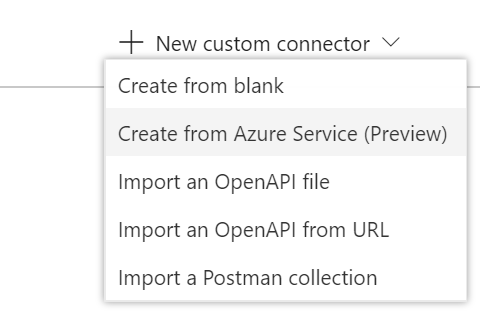 New custom connector
Create from blank
Create from Azure Service (Preview)
Import an OpenAPI file
Import an OpenAPI from URL
Import a Postman collection